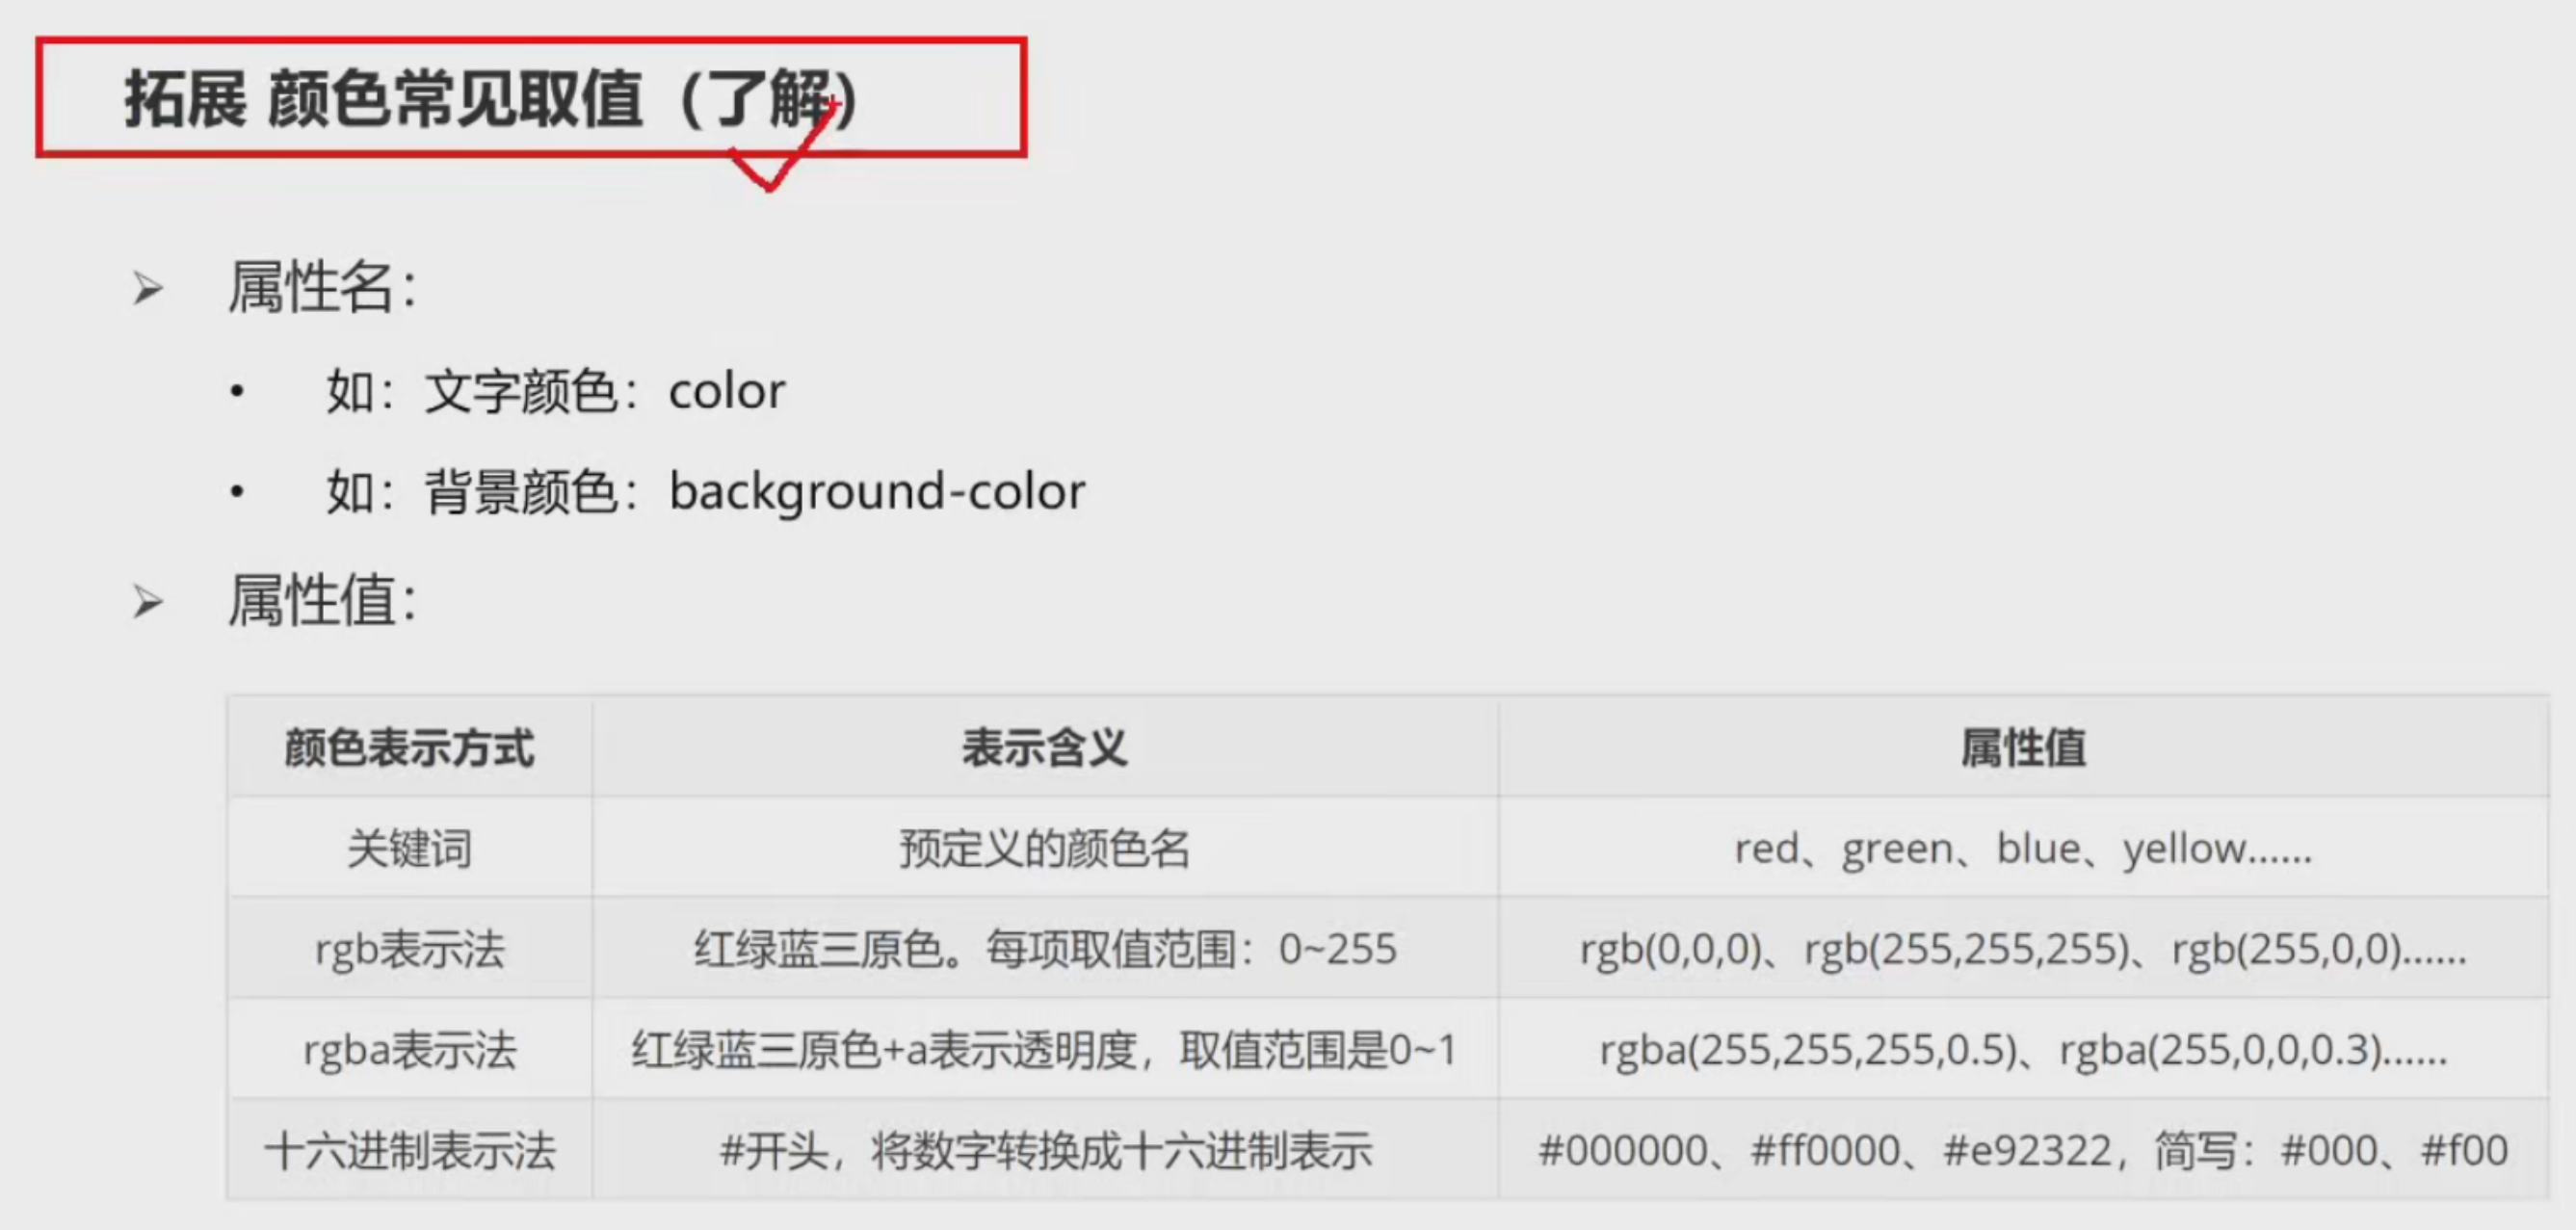 拓展 颜色常见取值（了解）
➢ 属性名：
• 如：文字颜色：color
• 如：背景颜色：background-color
➢ 属性值：
颜色表示方式 表示含义 属性值
关键词 预定义的颜色名 red、green、blue、yellow……
rgb表示法 红绿蓝三原色。每项取值范围：0~255 rgb(0,0,0)、rgb(255,255,255)、rgb(255,0,0)……
rgba表示法 红绿蓝三原色+a表示透明度，取值范围是0~1 rgba(255,255,255,0.5)、rgba(255,0,0,0.3)……
十六进制表示法 #开头，将数字转换成十六进制表示 #000000、#ff0000、#e92322，简写：#000、#f00